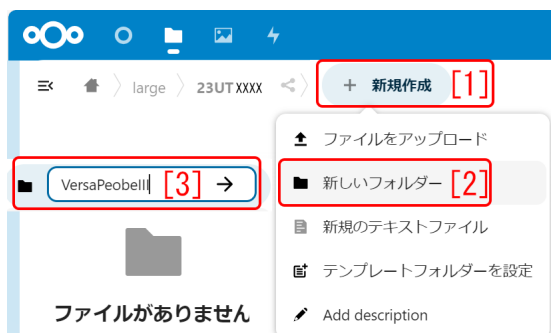 large 23UTXXXX + 新規作成 [1]
ファイルをアップロード
VersaPeobeIII [3] → 新しいフォルダー [2]
新規のテキストファイル
テンプレートフォルダーを設定
ファイルがありません Add description